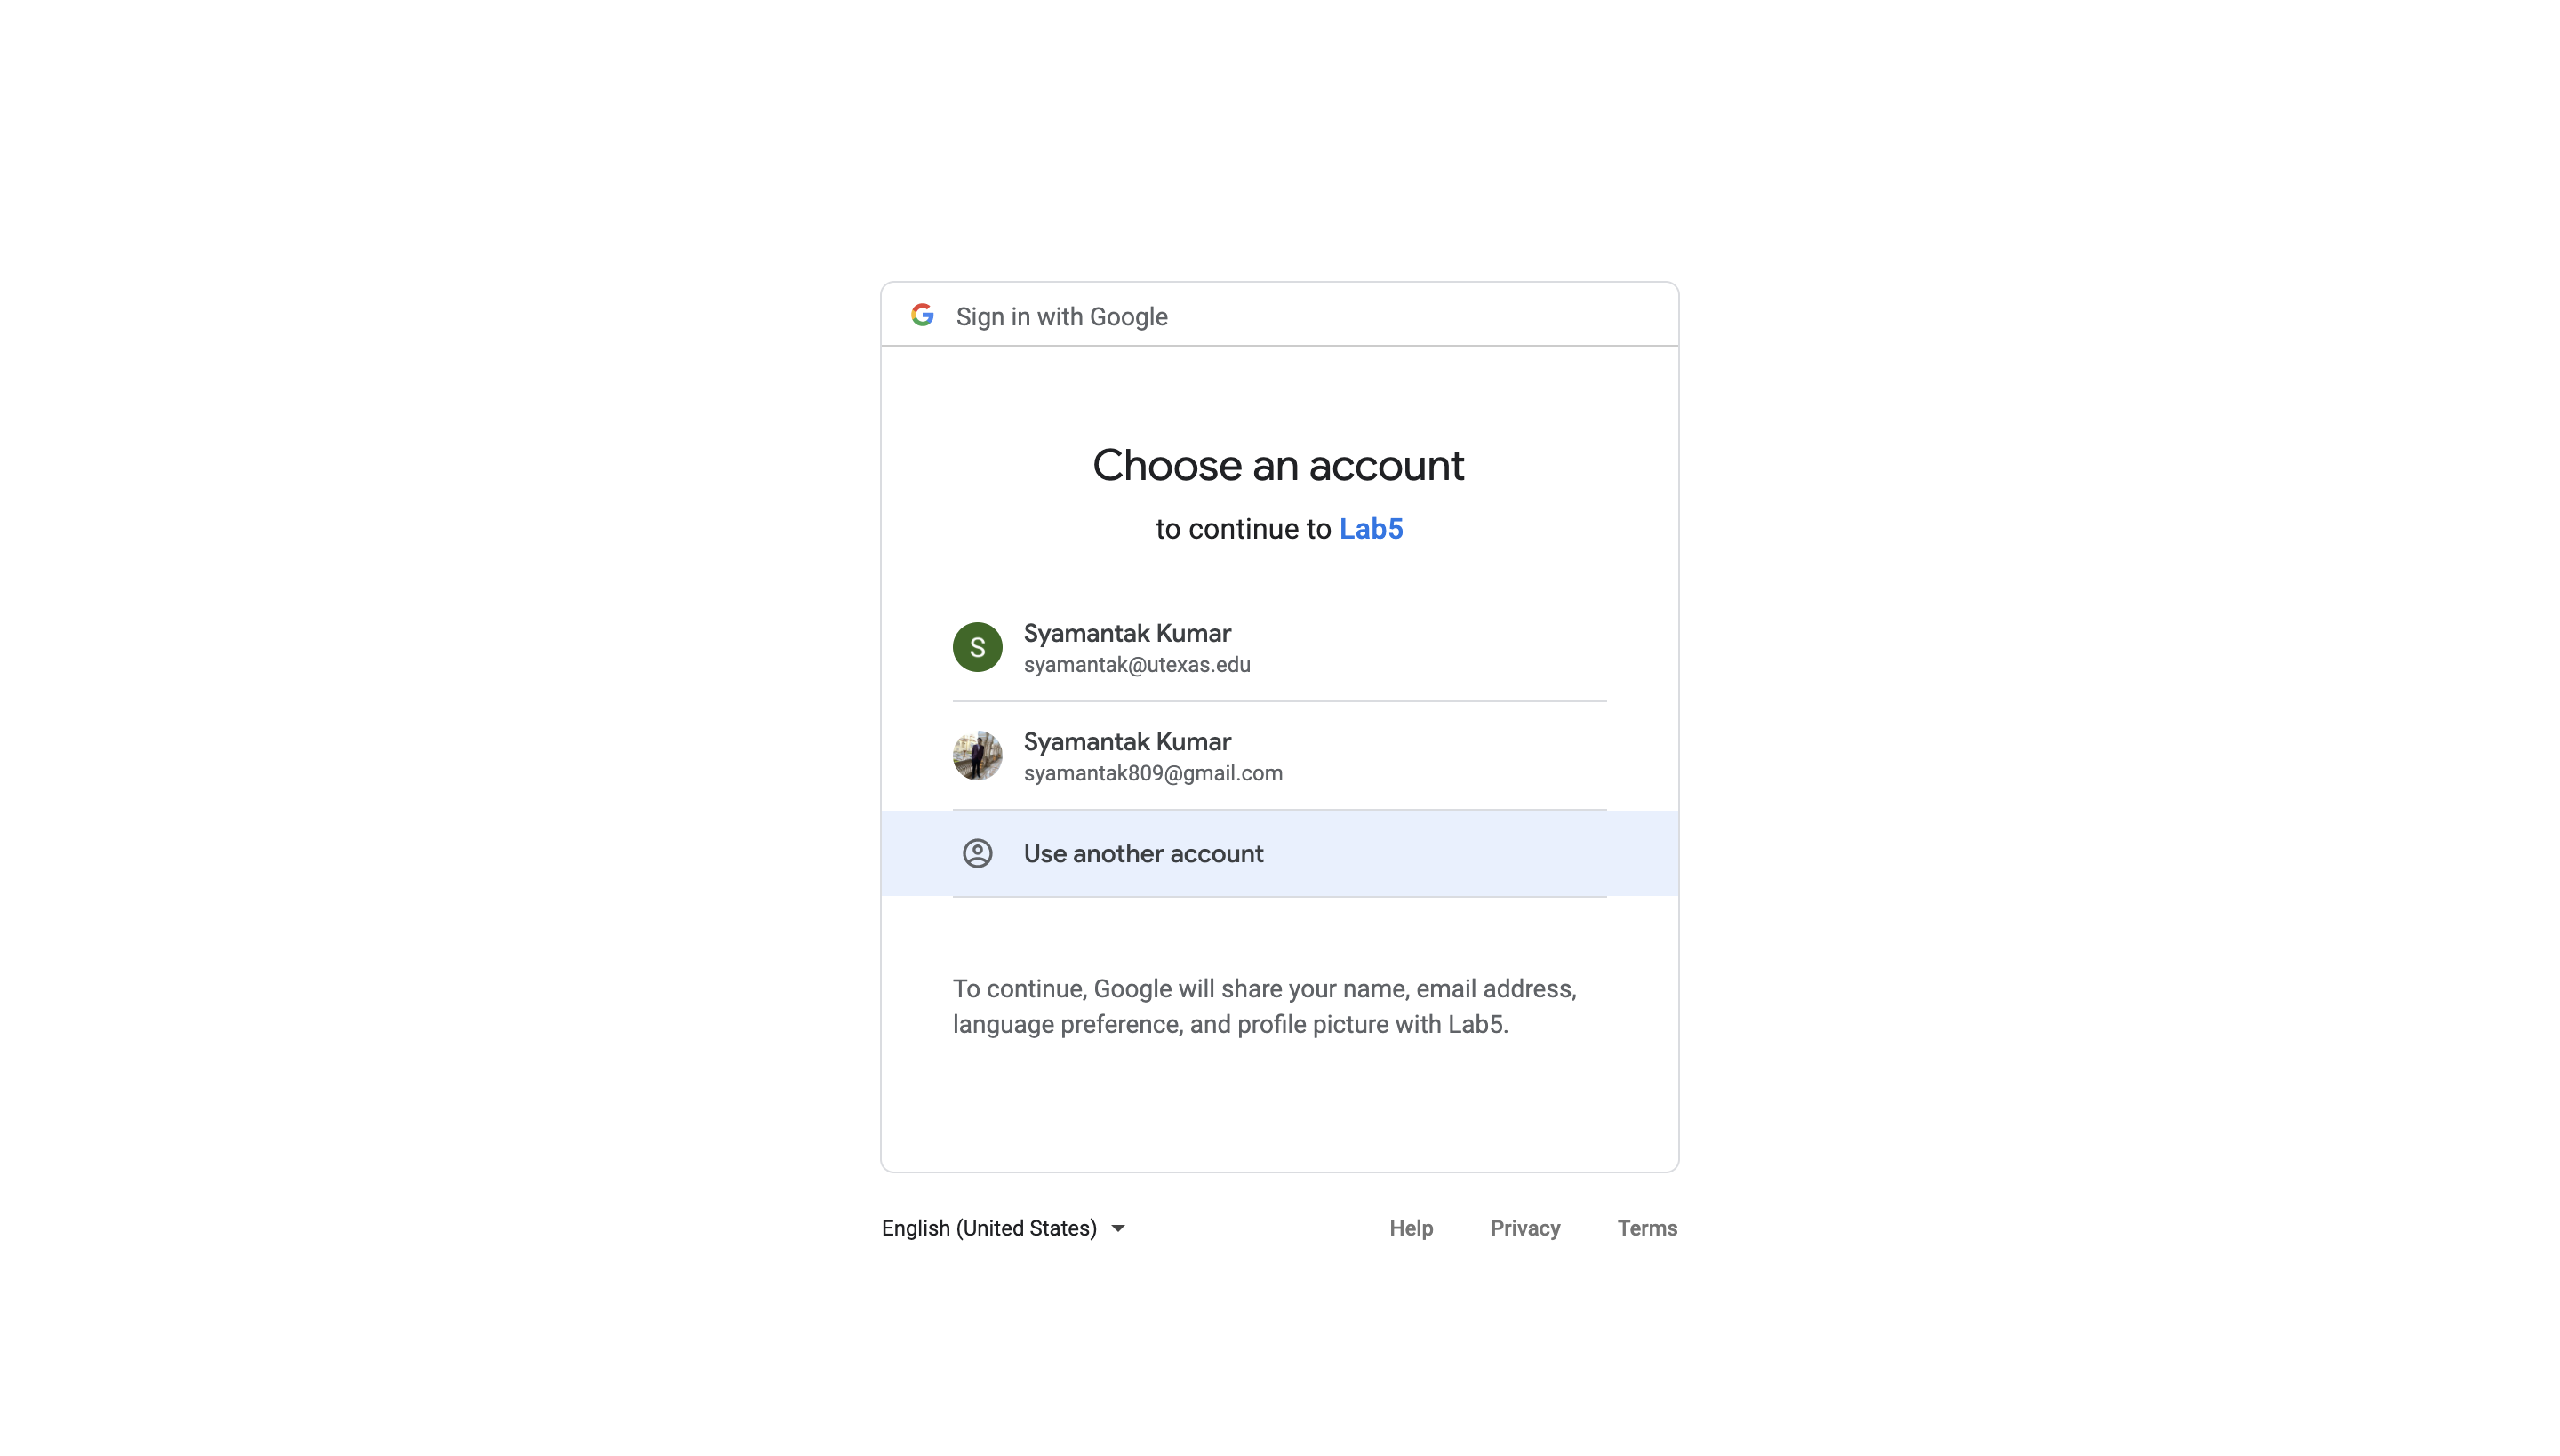 Sign in with Google
Choose an account
to continue to Lab5
S
Syamantak Kumar
syamantak@utexas.edu
Syamantak Kumar
syamantak809@gmail.com
Use another account
To continue, Google will share your name, email address,
language preference, and profile picture with Lab5.
English (United States)
Help
Privacy
Terms